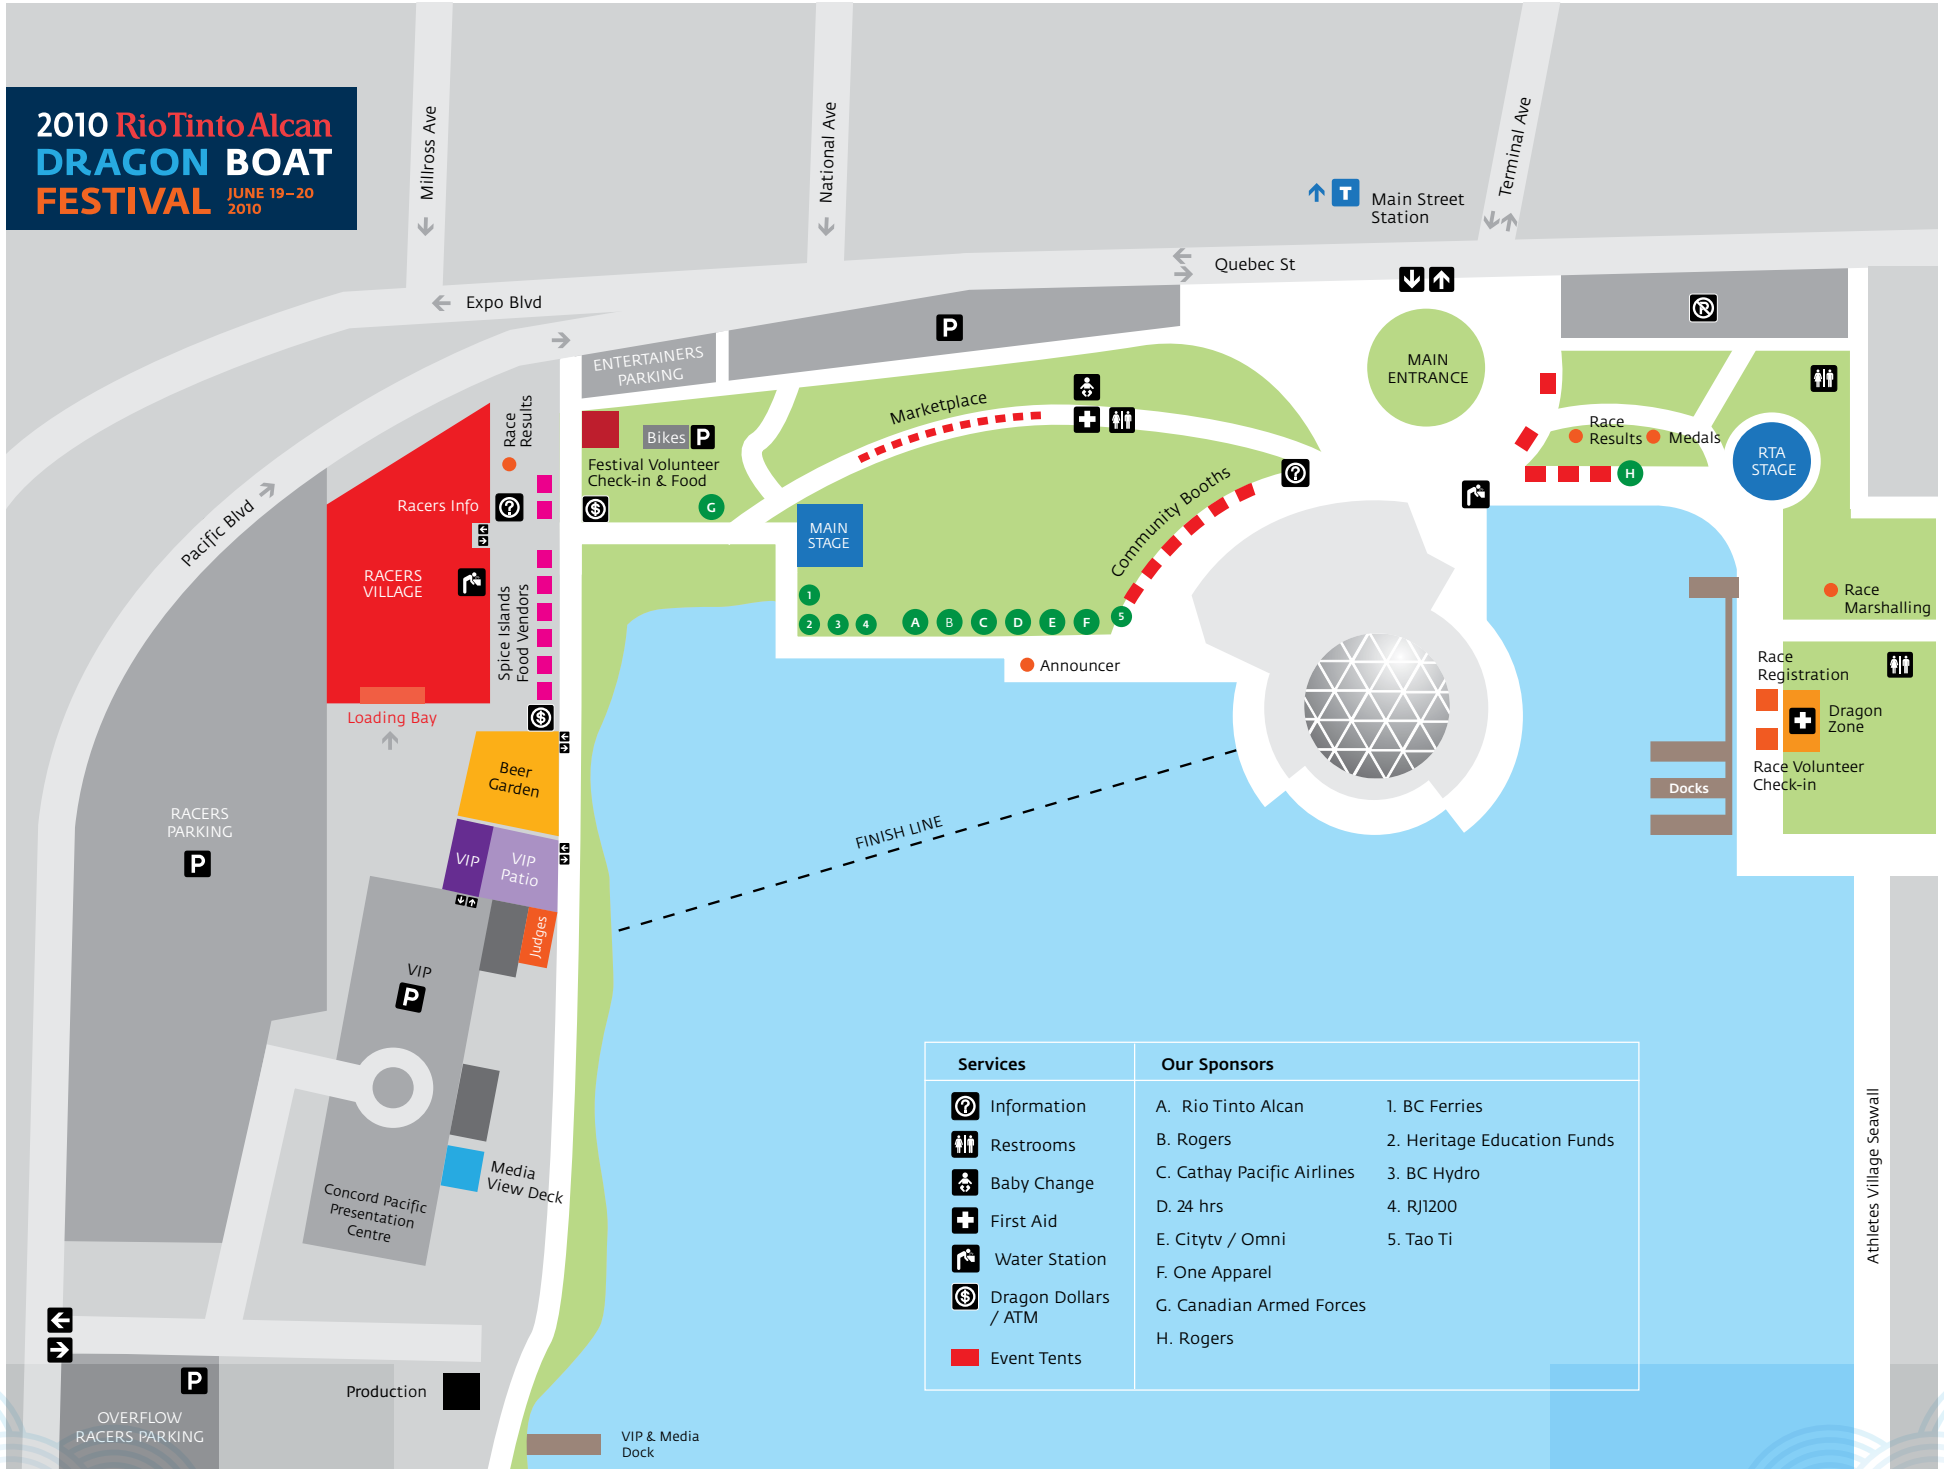 2010 Rio Tinto Alcan
DRAGON BOAT
FESTIVAL JUNE 19–20
2010
Millross Ave
National Ave
Terminal Ave
T
Main Street
Station
Quebec St
Expo Blvd
Pacific Blvd
P
ENTERTAINERS
PARKING
MAIN
ENTRANCE
Marketplace
Bikes P
Festival Volunteer
Check-in & Food
G
Race
Results
Racers Info
RACERS
VILLAGE
Spice Islands
Food Vendors
Loading Bay
MAIN
STAGE
Community Booths
1
2 3 4 A B C D E F 5
Announcer
Race
Results
Medals
H
RTA
STAGE
Race
Marshalling
Race
Registration
Dragon
Zone
Race Volunteer
Check-in
Docks
Beer
Garden
VIP
VIP
Patio
Judges
FINISH LINE
RACERS
PARKING
P
VIP
P
Media
View Deck
Concord Pacific
Presentation
Centre
Production
P
OVERFLOW
RACERS PARKING
VIP & Media
Dock
Athletes Village Seawall
Services
Information
Restrooms
Baby Change
First Aid
Water Station
Dragon Dollars
/ ATM
Event Tents
Our Sponsors
A. Rio Tinto Alcan
B. Rogers
C. Cathay Pacific Airlines
D. 24 hrs
E. Citytv / Omni
F. One Apparel
G. Canadian Armed Forces
H. Rogers
1. BC Ferries
2. Heritage Education Funds
3. BC Hydro
4. RJ1200
5. Tao Ti